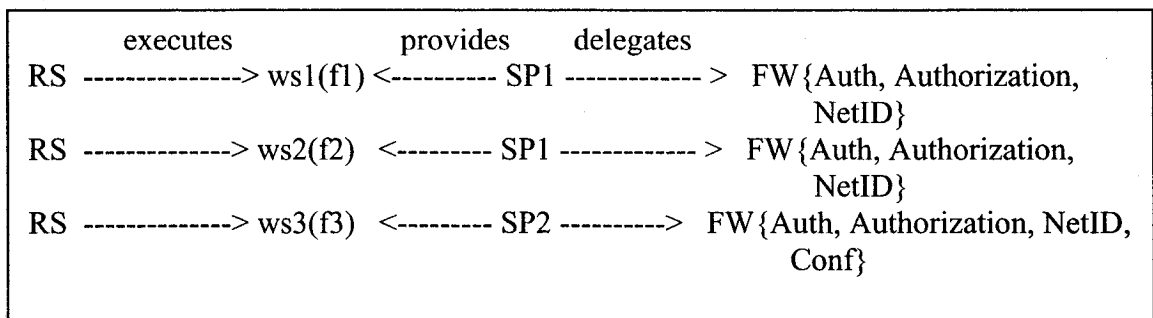 executes provides delegates
RS ---------------> ws1(f1) <---------- SP1 ------------- > FW{Auth, Authorization,
NetID}
RS --------------> ws2(f2) <--------- SP1 ------------- > FW{Auth, Authorization,
NetID}
RS --------------> ws3(f3) <--------- SP2 ----------> FW{Auth, Authorization, NetID,
Conf}